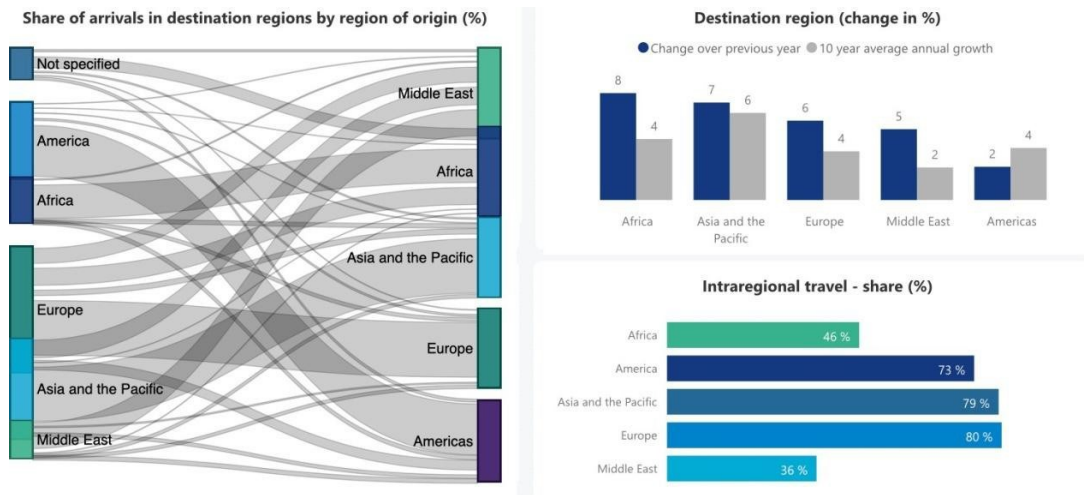 Share of arrivals in destination regions by region of origin (%)
Not specified
America
Africa
Europe
Asia and the Pacific
Middle East
Middle East
Africa
Asia and the Pacific
Europe
Americas
Destination region (change in %)
Change over previous year
10 year average annual growth
8
4
7
6
6
4
5
2
2
4
Africa
Asia and the
Pacific
Europe
Middle East
Americas
Intraregional travel - share (%)
Africa
46 %
America
73 %
Asia and the Pacific
79 %
Europe
80 %
Middle East
36 %